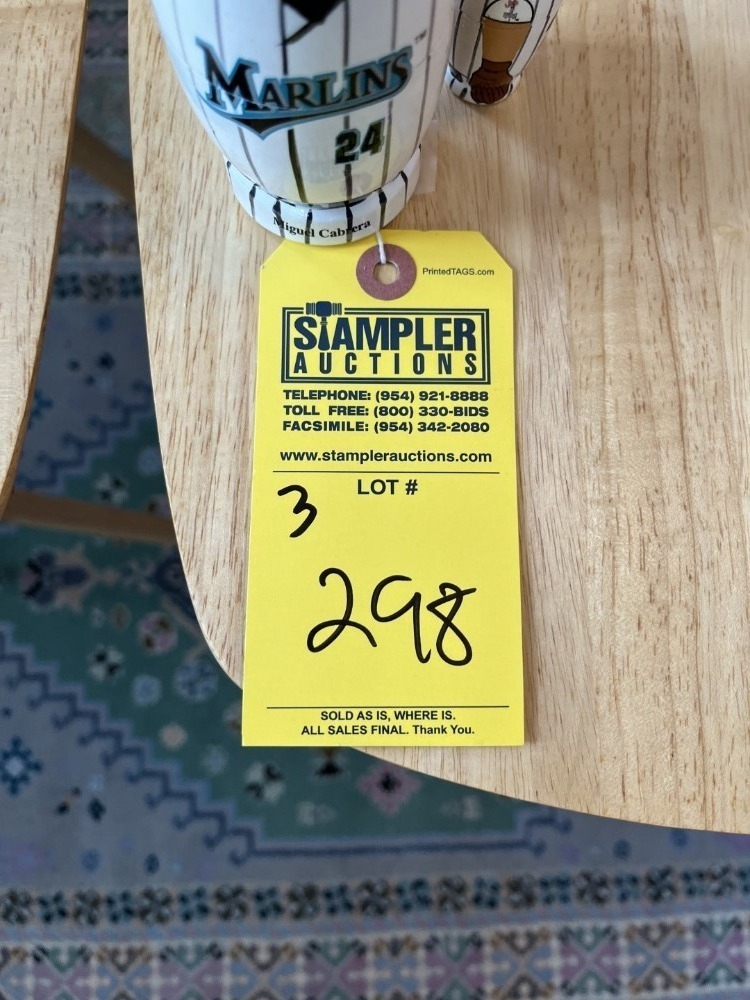 MARLINS™
24
Miguel Cabrera
PrintedTAGS.com
STAMPLER
AUCTIONS
TELEPHONE: (954) 921-8888
TOLL FREE: (800) 330-BIDS
FACSIMILE: (954) 342-2080
www.stamplerauctions.com
LOT #
3
298
SOLD AS IS, WHERE IS.
ALL SALES FINAL. Thank You.